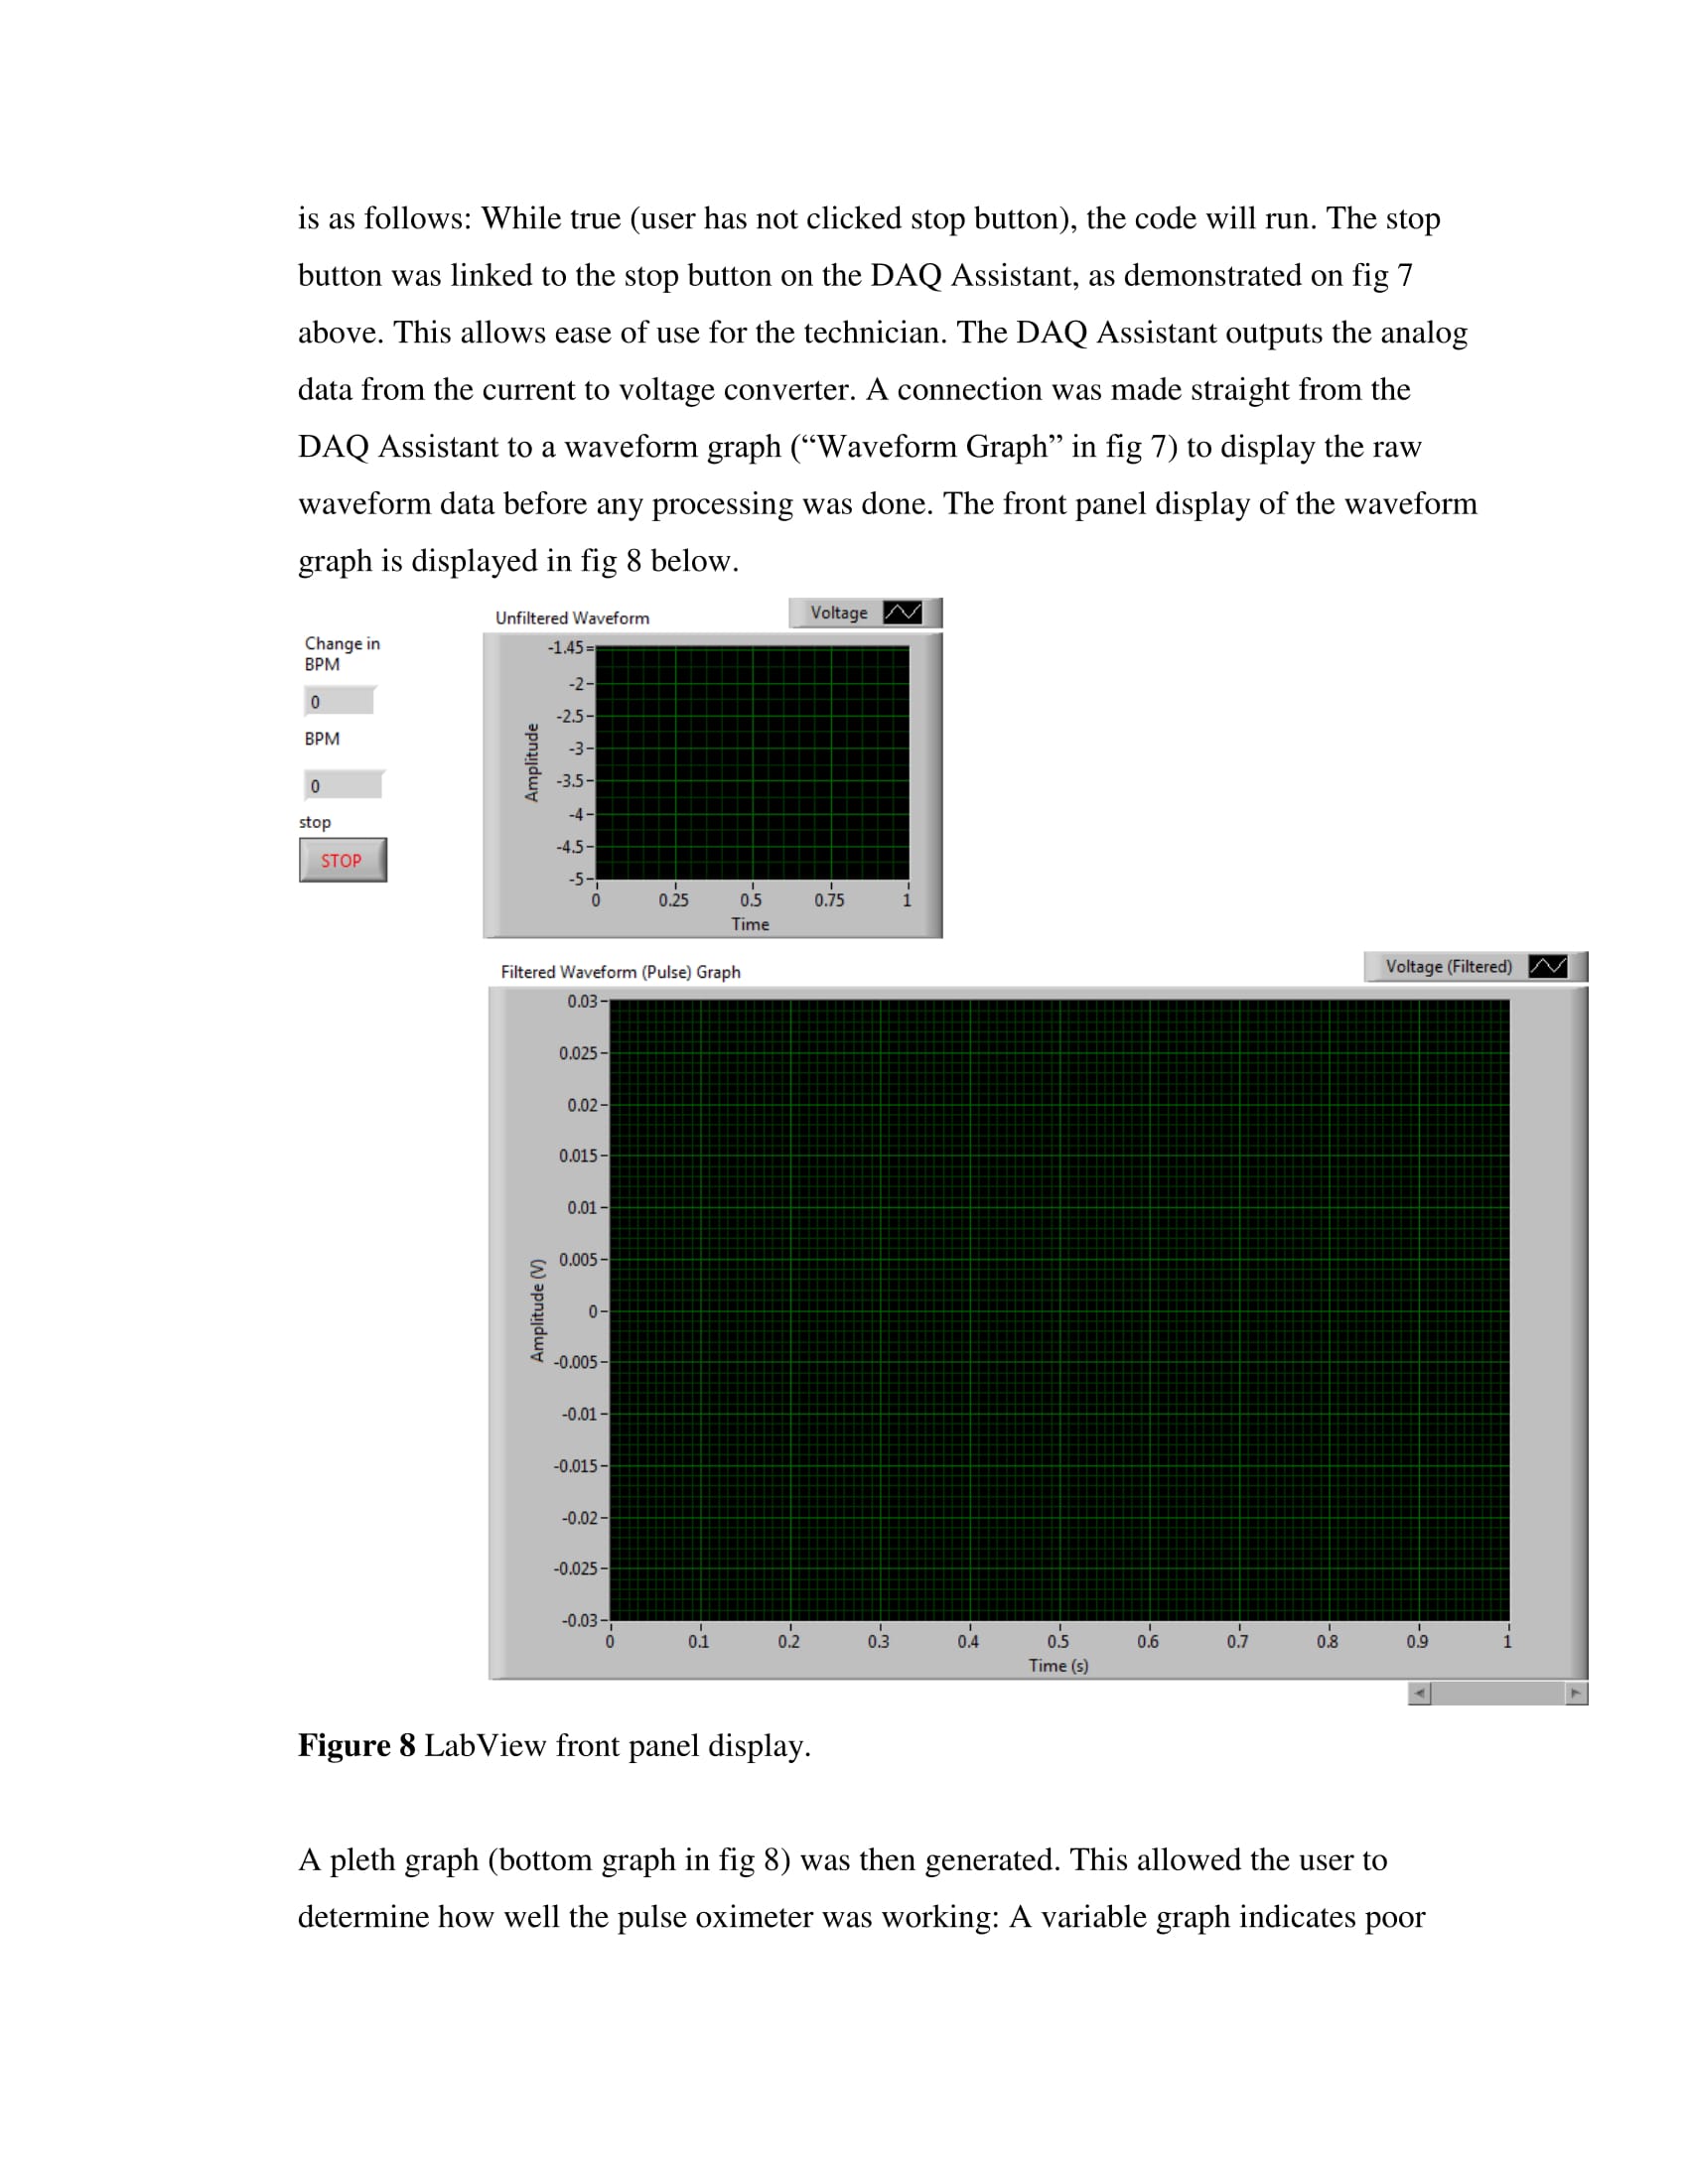 is as follows: While true (user has not clicked stop button), the code will run. The stop
button was linked to the stop button on the DAQ Assistant, as demonstrated on fig 7
above. This allows ease of use for the technician. The DAQ Assistant outputs the analog
data from the current to voltage converter. A connection was made straight from the
DAQ Assistant to a waveform graph (“Waveform Graph” in fig 7) to display the raw
waveform data before any processing was done. The front panel display of the waveform
graph is displayed in fig 8 below.
Change in
BPM
0
BPM
0
stop
STOP
Unfiltered Waveform
Voltage
Amplitude
-1.45
-2
-2.5
-3
-3.5
-4
-4.5
-5
0 0.25 0.5 0.75 1
Time
Filtered Waveform (Pulse) Graph
Voltage (Filtered)
Amplitude (V)
0.03
0.025
0.02
0.015
0.01
0.005
0
-0.005
-0.01
-0.015
-0.02
-0.025
-0.03
0 0.1 0.2 0.3 0.4 0.5 0.6 0.7 0.8 0.9 1
Time (s)
Figure 8 LabView front panel display.
A pleth graph (bottom graph in fig 8) was then generated. This allowed the user to
determine how well the pulse oximeter was working: A variable graph indicates poor